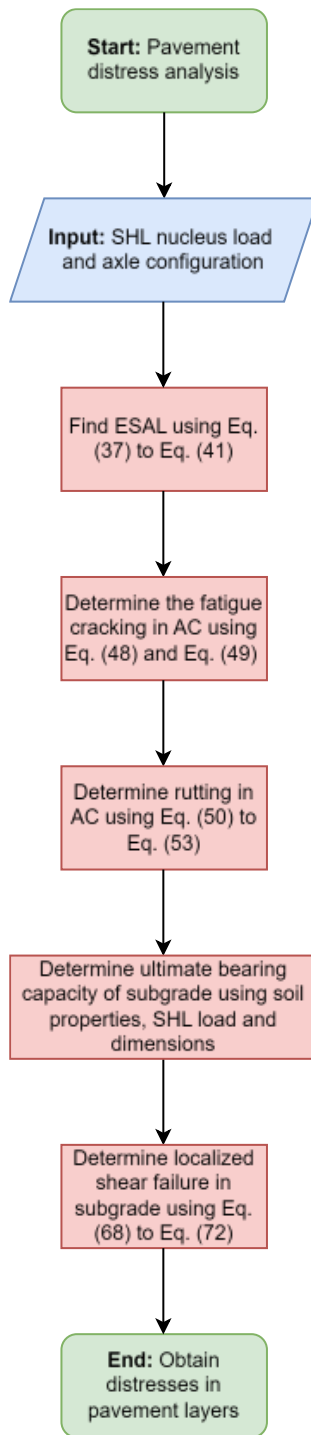 Start: Pavement
distress analysis
Input: SHL nucleus load
and axle configuration
Find ESAL using Eq.
(37) to Eq. (41)
Determine the fatigue
cracking in AC using
Eq. (48) and Eq. (49)
Determine rutting in
AC using Eq. (50) to
Eq. (53)
Determine ultimate bearing
capacity of subgrade using soil
properties, SHL load and
dimensions
Determine localized
shear failure in
subgrade using Eq.
(68) to Eq. (72)
End: Obtain
distresses in
pavement layers